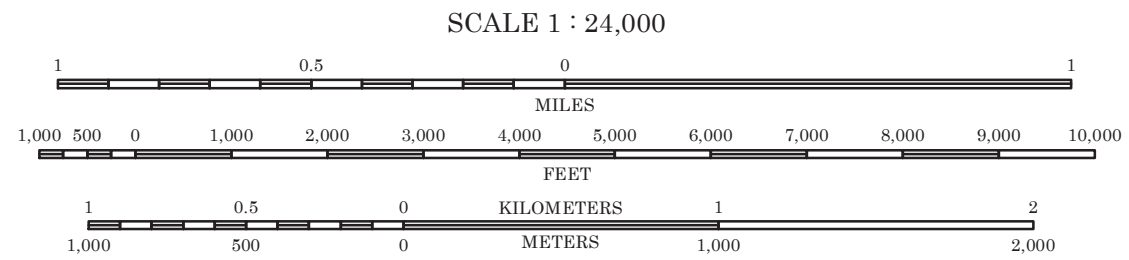 SCALE 1 : 24,000
1 0.5 0 1
MILES
1,000 500 0 1,000 2,000 3,000 4,000 5,000 6,000 7,000 8,000 9,000 10,000
FEET
1 0.5 0 KILOMETERS 1 2
1,000 500 0 METERS 1,000 2,000